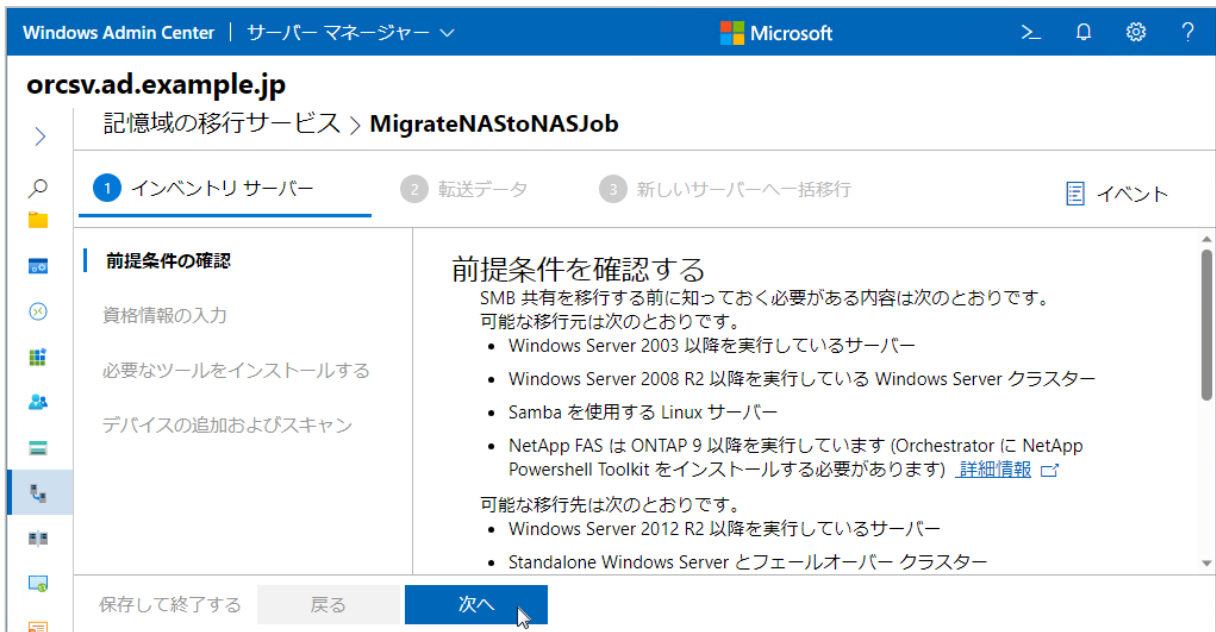 Windows Admin Center | サーバー マネージャー
Microsoft
orcsv.ad.example.jp
記憶域の移行サービス > MigrateNAStoNASJob
1 インベントリ サーバー
2 転送データ
3 新しいサーバーへ一括移行
イベント
前提条件の確認
資格情報の入力
必要なツールをインストールする
デバイスの追加およびスキャン
前提条件を確認する
SMB 共有を移行する前に知っておく必要がある内容は次のとおりです。
可能な移行元は次のとおりです。
• Windows Server 2003 以降を実行しているサーバー
• Windows Server 2008 R2 以降を実行している Windows Server クラスター
• Samba を使用する Linux サーバー
• NetApp FAS は ONTAP 9 以降を実行しています (Orchestrator に NetApp
Powershell Toolkit をインストールする必要があります) 詳細情報
可能な移行先は次のとおりです。
• Windows Server 2012 R2 以降を実行しているサーバー
• Standalone Windows Server とフェールオーバー クラスター
保存して終了する
戻る
次へ